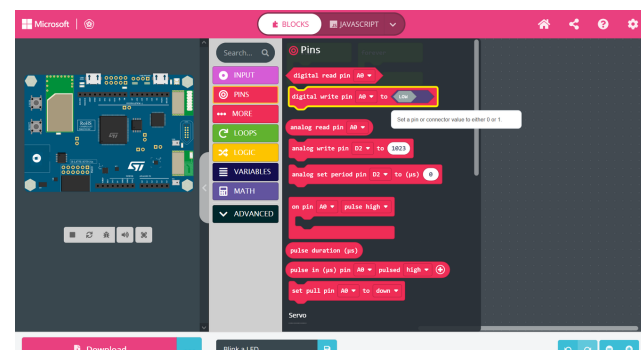 Microsoft
BLOCKS
JAVASCRIPT
Search...
INPUT
PINS
MORE
LOOPS
LOGIC
VARIABLES
MATH
ADVANCED
Pins
digital read pin A0
digital write pin A0 to LOW
Set a pin or connector value to either 0 or 1.
analog read pin A0
analog write pin D2 to 1023
analog set period pin D2 to (µs) 0
on pin A0 pulse high
pulse duration (µs)
pulse in (µs) pin A0 pulsed high
set pull pin A0 to down
Servo
RoHS
ST
Download
Blink a LED